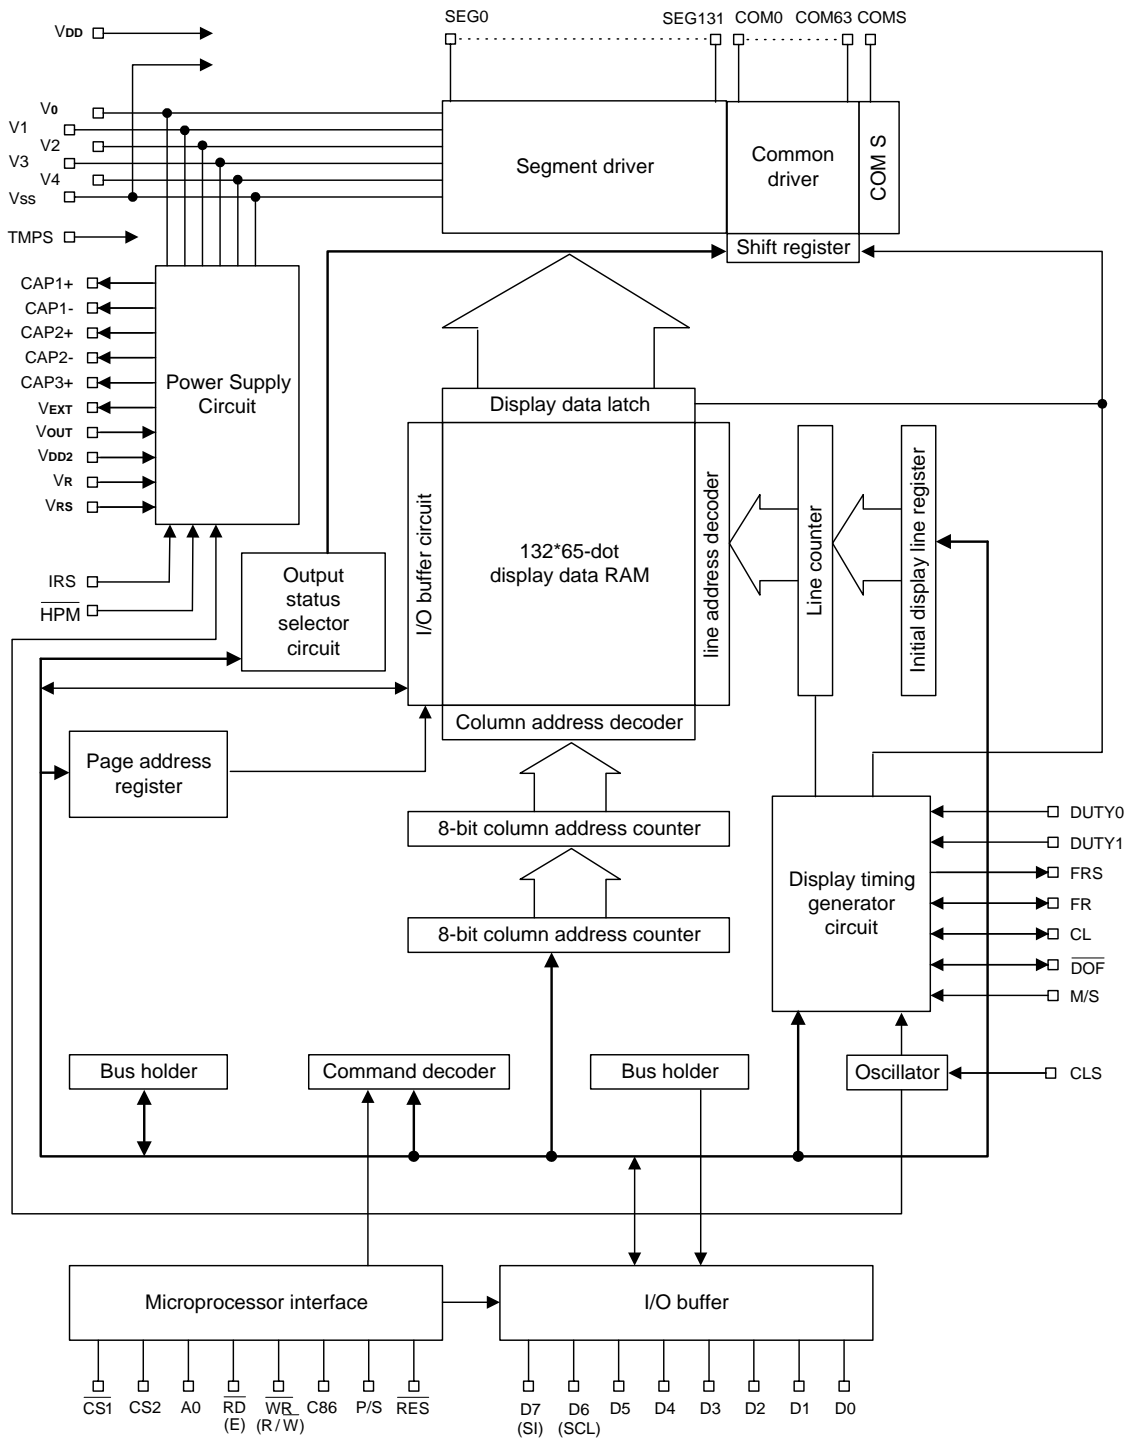 SEG0 SEG131 COM0 COM63 COMS
VDD
V0
V1
V2
V3
V4
VSS
TMPS
Segment driver
Common
driver
COM S
Shift register
CAP1+
CAP1-
CAP2+
CAP2-
CAP3+
VEXT
VOUT
VDD2
VR
VRS
IRS
HPM
Power Supply
Circuit
Display data latch
I/O buffer circuit
132*65-dot
display data RAM
line address decoder
Line counter
Initial display line register
Output
status
selector
circuit
Column address decoder
Page address
register
8-bit column address counter
8-bit column address counter
Display timing
generator
circuit
DUTY0
DUTY1
FRS
FR
CL
DOF
M/S
Bus holder
Command decoder
Bus holder
Oscillator
CLS
Microprocessor interface
I/O buffer
CS1 CS2 A0 RD WR C86 P/S RES
(E) (R/W)
D7 D6 D5 D4 D3 D2 D1 D0
(SI) (SCL)